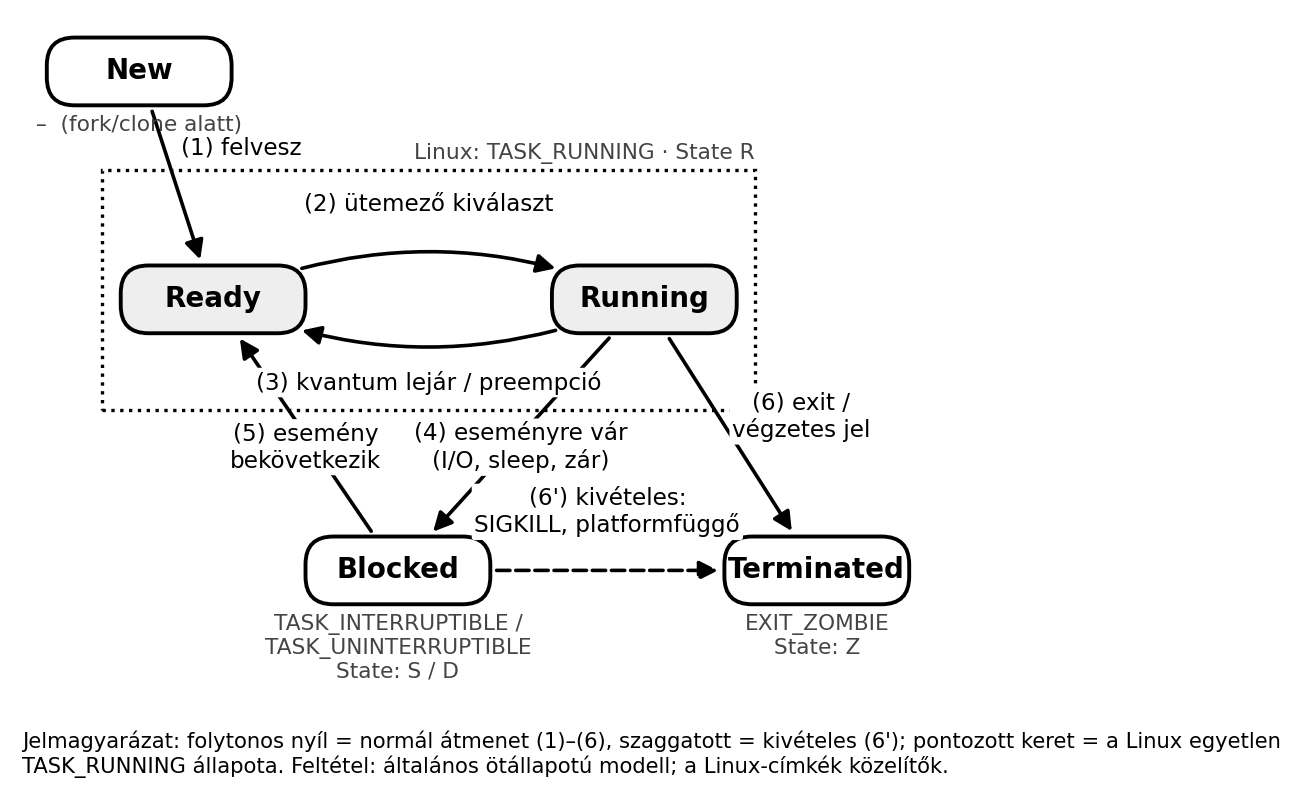 New
–  (fork/clone alatt)
(1) felvesz
Linux: TASK_RUNNING · State R
(2) ütemező kiválaszt
Ready
Running
(3) kvantum lejár / preempció
(6) exit /
végzetes jel
(5) esemény
bekövetkezik
(4) eseményre vár
(I/O, sleep, zár)
(6') kivételes:
SIGKILL, platformfüggő
Blocked
Terminated
TASK_INTERRUPTIBLE /
TASK_UNINTERRUPTIBLE
State: S / D
EXIT_ZOMBIE
State: Z
Jelmagyarázat: folytonos nyíl = normál átmenet (1)–(6), szaggatott = kivételes (6'); pontozott keret = a Linux egyetlen
TASK_RUNNING állapota. Feltétel: általános ötállapotú modell; a Linux-címkék közelítők.